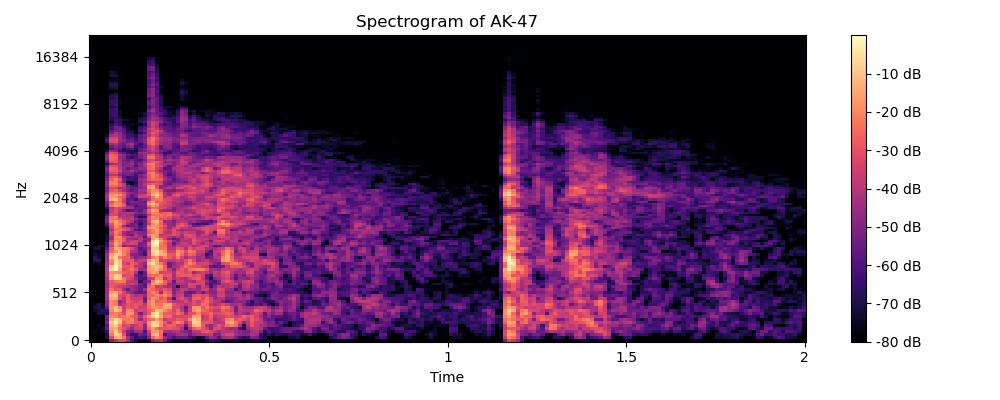 Spectrogram of AK-47
16384
8192
4096
2048
1024
512
0
Hz
0
0.5
1
1.5
2
Time
-10 dB
-20 dB
-30 dB
-40 dB
-50 dB
-60 dB
-70 dB
-80 dB